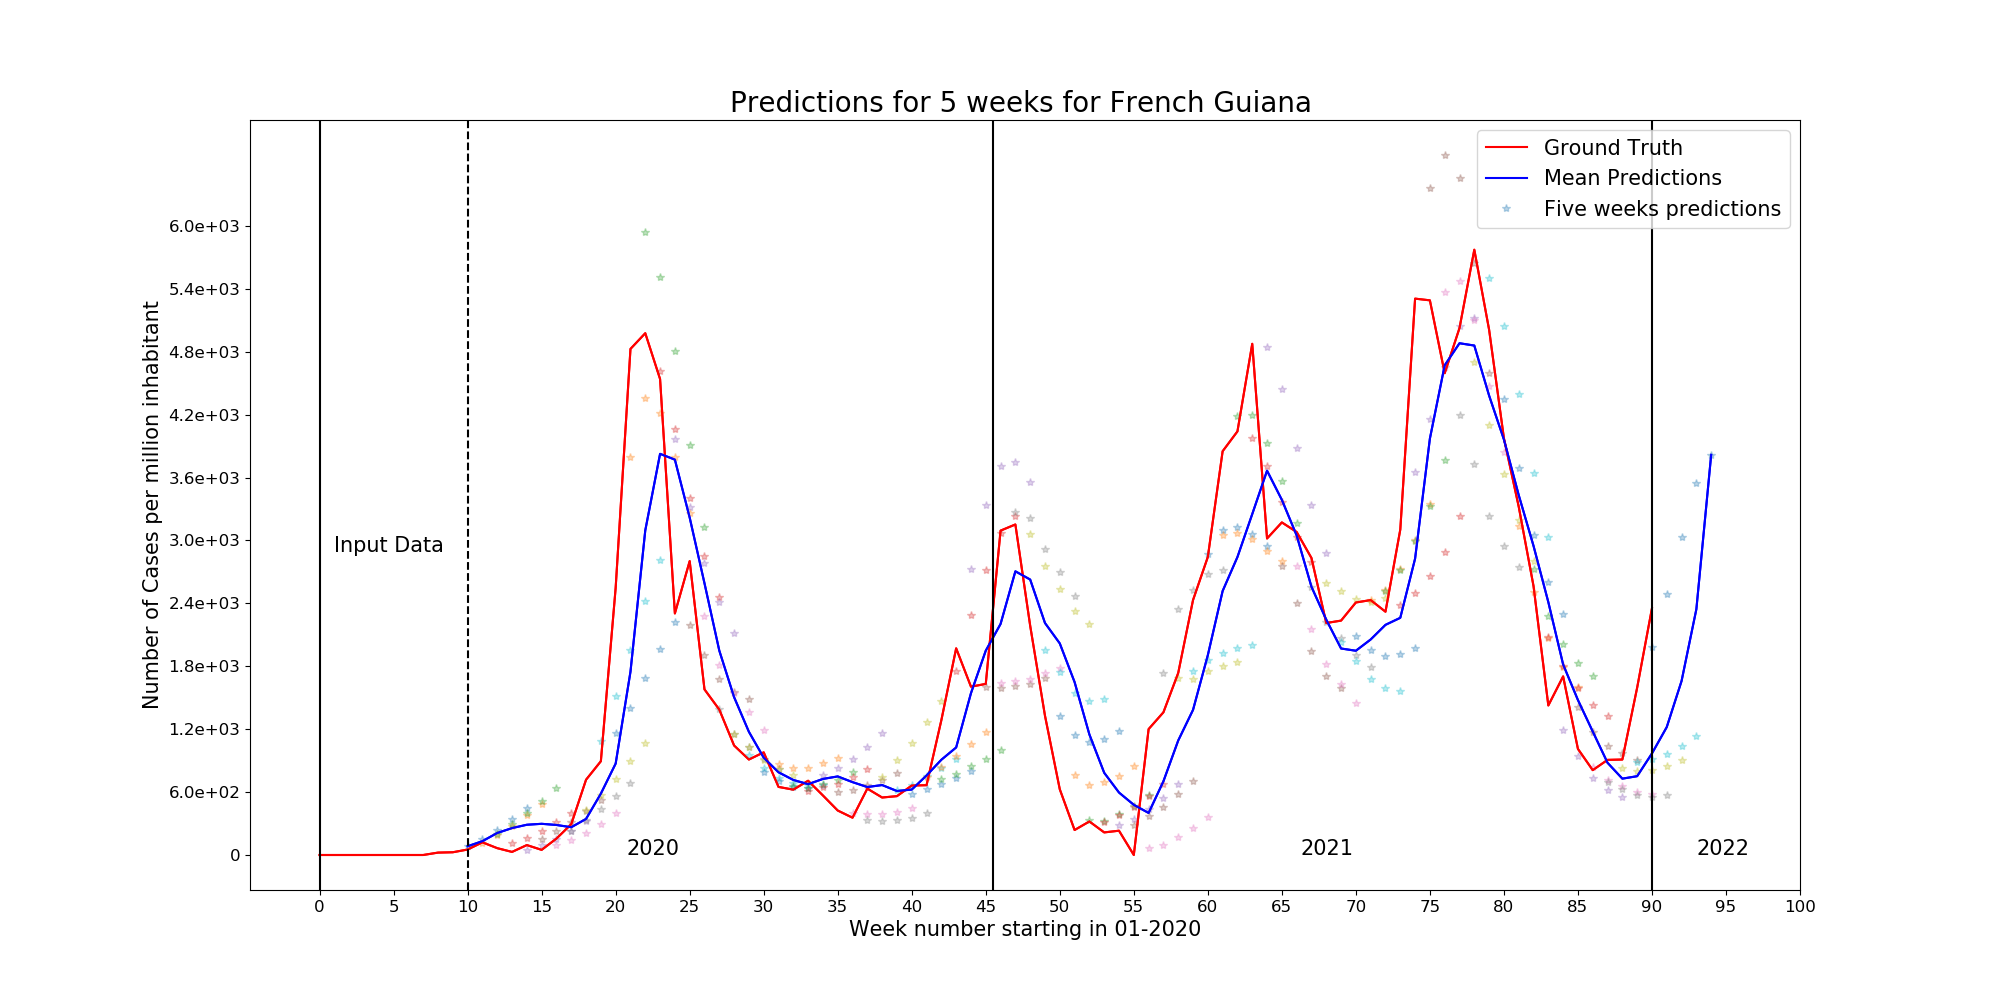 Predictions for 5 weeks for French Guiana
Ground Truth
Mean Predictions
Five weeks predictions
Number of Cases per million inhabitant
6.0e+03
5.4e+03
4.8e+03
4.2e+03
3.6e+03
3.0e+03
2.4e+03
1.8e+03
1.2e+03
6.0e+02
0
Input Data
2020
2021
2022
0 5 10 15 20 25 30 35 40 45 50 55 60 65 70 75 80 85 90 95 100
Week number starting in 01-2020